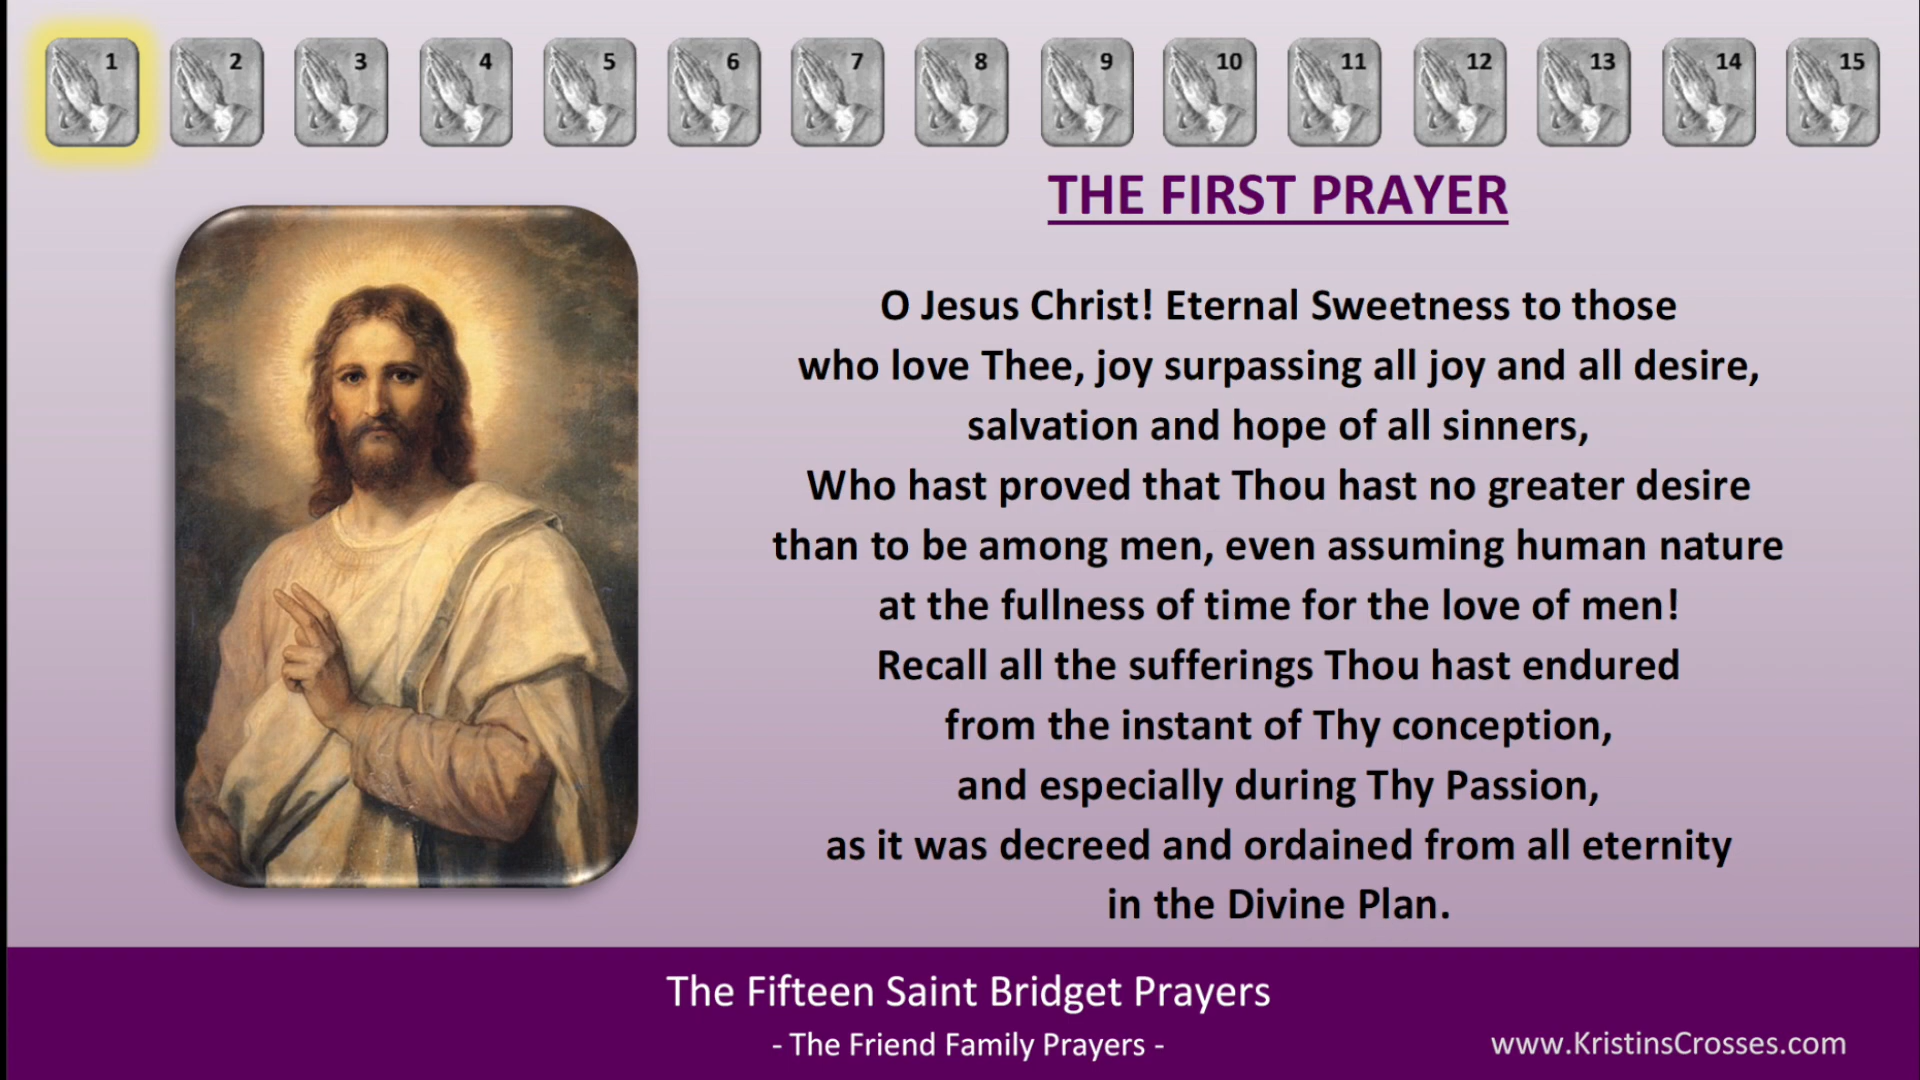 1 2 3 4 5 6 7 8 9 10 11 12 13 14 15
THE FIRST PRAYER
O Jesus Christ! Eternal Sweetness to those
who love Thee, joy surpassing all joy and all desire,
salvation and hope of all sinners,
Who hast proved that Thou hast no greater desire
than to be among men, even assuming human nature
at the fullness of time for the love of men!
Recall all the sufferings Thou hast endured
from the instant of Thy conception,
and especially during Thy Passion,
as it was decreed and ordained from all eternity
in the Divine Plan.
The Fifteen Saint Bridget Prayers
- The Friend Family Prayers -
www.KristinsCrosses.com